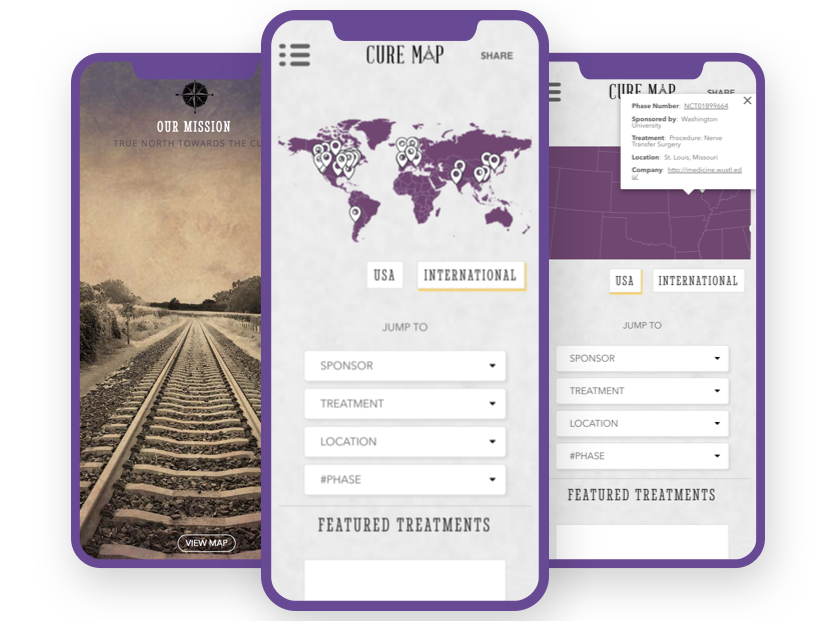 OUR MISSION
TRUE NORTH TOWARDS THE CU
VIEW MAP
CURE MAP
SHARE
USA
INTERNATIONAL
JUMP TO
SPONSOR
TREATMENT
LOCATION
#PHASE
FEATURED TREATMENTS
CURE MAP
SHARE
Phase Number: NCT01899664
Sponsored by: Washington
University
Treatment: Procedure: Nerve
Transfer Surgery
Location: St. Louis, Missouri
Company: http://medicine.wustl.ed
u/
USA
INTERNATIONAL
JUMP TO
SPONSOR
TREATMENT
LOCATION
#PHASE
FEATURED TREATMENTS